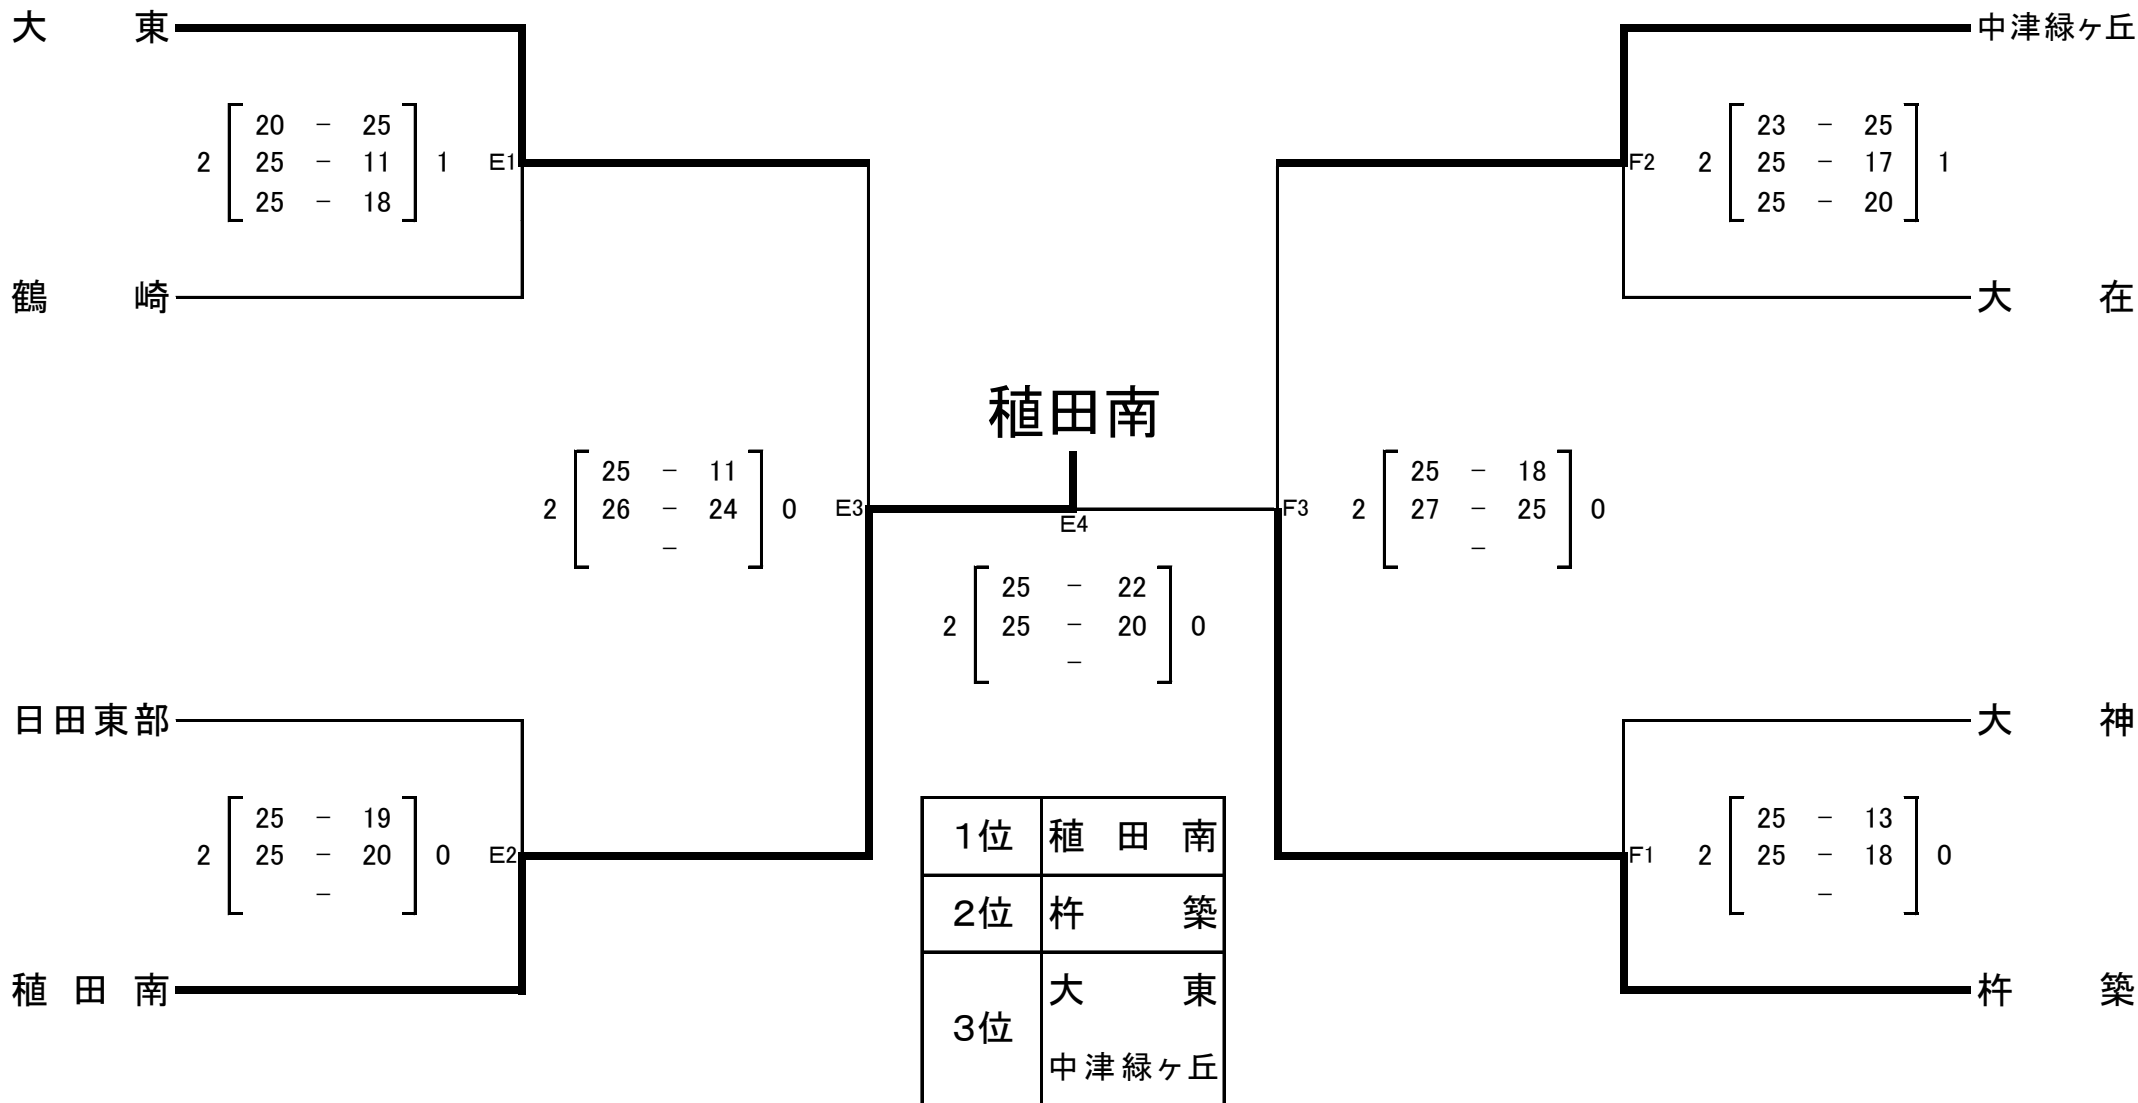 大東
中津緑ヶ丘
20 - 25
2 25 - 11 1 E1
25 - 18
23 - 25
F2 2 25 - 17 1
25 - 20
鶴崎
大在
稙田南
25 - 11
2 26 - 24 0 E3
-
E4
25 - 18
F3 2 27 - 25 0
-
25 - 22
2 25 - 20 0
-
日田東部
大神
25 - 19
2 25 - 20 0 E2
-
25 - 13
F1 2 25 - 18 0
-
稙田南
杵築
1位 稙田南
2位 杵築
3位 大東
中津緑ヶ丘